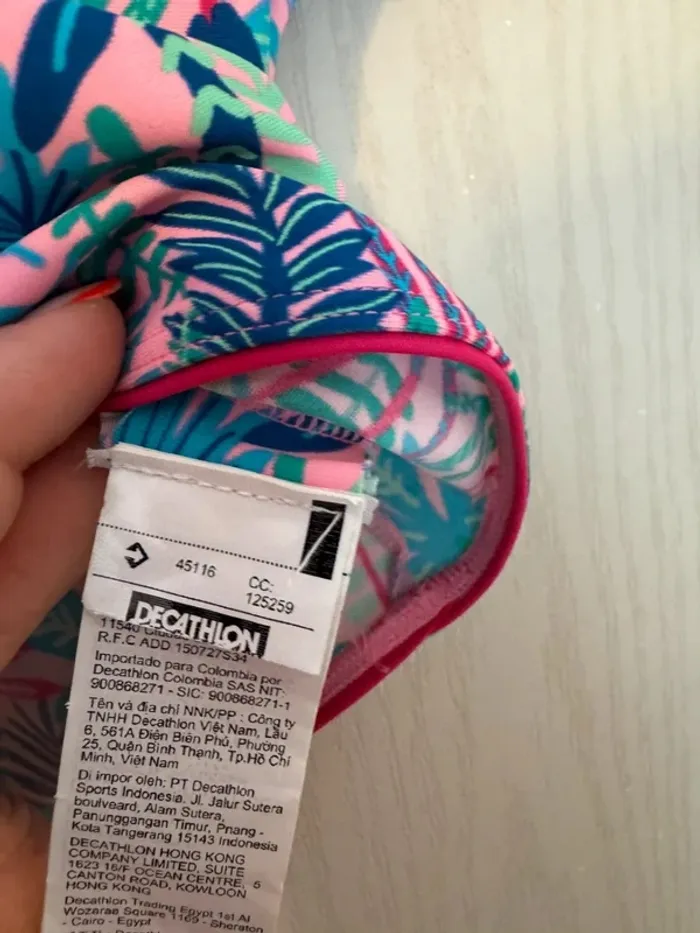 7
45116
CC:
125259
DECATHLON
11540
R.F.C ADD 150727S34
Importado para Colombia por
Decathlon Colombia SAS NIT:
900868271 - SIC: 900868271-1
Tên và địa chỉ NNK/PP : Công ty
TNHH Decathlon Việt Nam, Lầu
6, 561A Điện Biên Phủ, Phường
25, Quận Bình Thạnh, Tp.Hồ Chí
Minh, Việt Nam
Di impor oleh: PT Decathlon
Sports Indonesia. Jl. Jalur Sutera
boulveard, Alam Sutera,
Panunggangan Timur, Pnang -
Kota Tangerang 15143 Indonesia
DECATHLON HONG KONG
COMPANY LIMITED, SUITE
1623 16/F OCEAN CENTRE, 5
CANTON ROAD, KOWLOON
HONG KONG
Decathlon Trading Egypt 1st Al
Wozaraa Square 1169 - Sheraton
- Cairo - Egypt